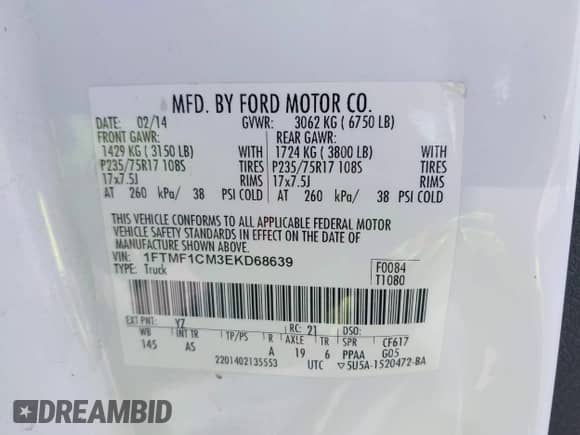 MFD. BY FORD MOTOR CO.
DATE: 02/14 GVWR: 3062 KG ( 6750 LB)
FRONT GAWR: REAR GAWR:
1429 KG ( 3150 LB) WITH 1724 KG ( 3800 LB) WITH
P235/75R17 108S TIRES P235/75R17 108S TIRES
17x7.5J RIMS 17x7.5J RIMS
AT 260 kPa/ 38 PSI COLD AT 260 kPa/ 38 PSI COLD
THIS VEHICLE CONFORMS TO ALL APPLICABLE FEDERAL MOTOR
VEHICLE SAFETY STANDARDS IN EFFECT ON THE DATE OF
MANUFACTURE SHOWN ABOVE.
VIN: 1FTMF1CM3EKD68639 F0084
TYPE: Truck T1080
EXT PNT: YZ RC: 21 DSO:
WB INT TR TP/PS R AXLE TR SPR CF617
145 AS A 19 6 PPAA G05
2201402135553 UTC ▽5U5A-1520472-BA
DREAMBID